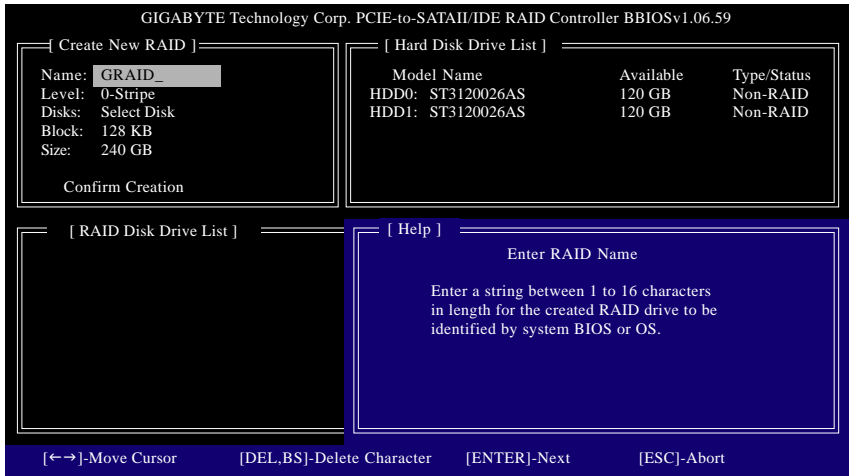 GIGABYTE Technology Corp. PCIE-to-SATAII/IDE RAID Controller BBIOSv1.06.59
[ Create New RAID ]
Name: GRAID_
Level: 0-Stripe
Disks: Select Disk
Block: 128 KB
Size: 240 GB
Confirm Creation
[ Hard Disk Drive List ]
Model Name Available Type/Status
HDD0: ST3120026AS 120 GB Non-RAID
HDD1: ST3120026AS 120 GB Non-RAID
[ RAID Disk Drive List ]
[ Help ]
Enter RAID Name
Enter a string between 1 to 16 characters
in length for the created RAID drive to be
identified by system BIOS or OS.
[←→]-Move Cursor [DEL,BS]-Delete Character [ENTER]-Next [ESC]-Abort